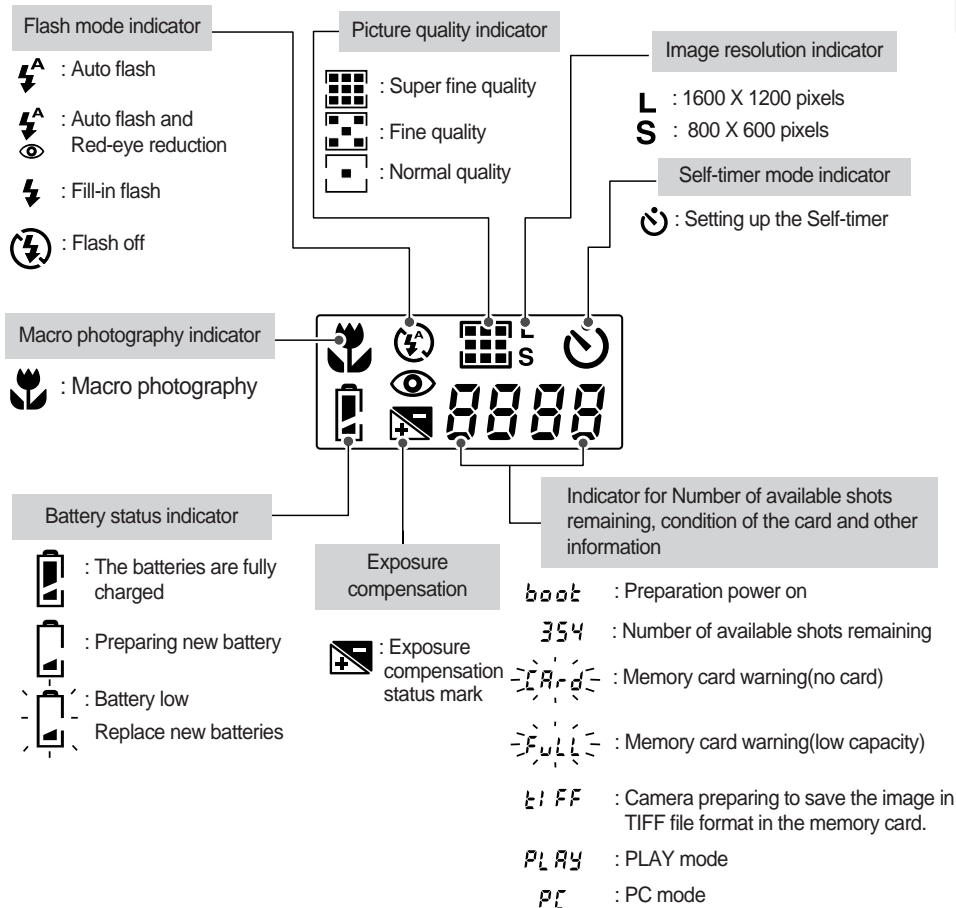 Flash mode indicator
: Auto flash
: Auto flash and
Red-eye reduction
: Fill-in flash
: Flash off
Picture quality indicator
: Super fine quality
: Fine quality
: Normal quality
Image resolution indicator
L : 1600 X 1200 pixels
S : 800 X 600 pixels
Self-timer mode indicator
: Setting up the Self-timer
Macro photography indicator
: Macro photography
A
L
S
8888
Battery status indicator
: The batteries are fully
charged
: Preparing new battery
: Battery low
Replace new batteries
Exposure
compensation
: Exposure
compensation
status mark
Indicator for Number of available shots
remaining, condition of the card and other
information
boot : Preparation power on
354 : Number of available shots remaining
CArd : Memory card warning(no card)
FuLL : Memory card warning(low capacity)
tIFF : Camera preparing to save the image in
TIFF file format in the memory card.
PLAY : PLAY mode
PC : PC mode